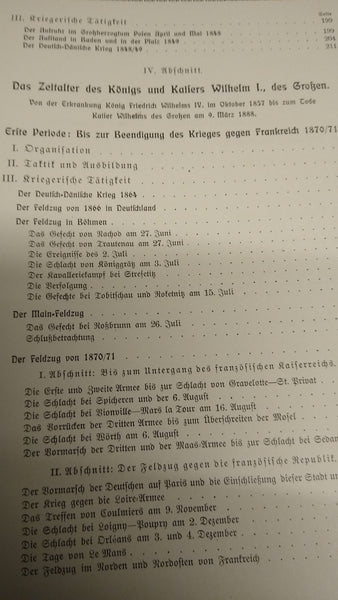 Seite
III. Kriegerische Tätigkeit 199
Der Aufruhr im Großherzogtum Polen April und Mai 1848 199
Der Aufstand in Baden und in der Pfalz 1849 204
Der Deutsch-Dänische Krieg 1848/49 211
IV. Abschnitt.
Das Zeitalter des Königs und Kaisers Wilhelm I., des Großen.
Von der Erkrankung König Friedrich Wilhelms IV. im Oktober 1857 bis zum Tode
Kaiser Wilhelms des Großen am 9. März 1888.
Erste Periode: Bis zur Beendigung des Krieges gegen Frankreich 1870/71
I. Organisation
II. Taktik und Ausbildung
III. Kriegerische Tätigkeit
Der Deutsch-Dänische Krieg 1864
Der Feldzug von 1866 in Deutschland
Der Feldzug in Böhmen
Das Gefecht von Nachod am 27. Juni
Das Gefecht von Trautenau am 27. Juni
Die Ereignisse des 2. Juli
Die Schlacht von Königgrätz am 3. Juli
Der Kavalleriekampf bei Stresetitz
Die Verfolgung
Die Gefechte bei Tobitschau und Roketnitz am 15. Juli
Der Main-Feldzug
Das Gefecht bei Roßbrunn am 26. Juli
Schlußbetrachtung
Der Feldzug von 1870/71
I. Abschnitt: Bis zum Untergang des französischen Kaiserreichs.
Die Erste und Zweite Armee bis zur Schlacht von Gravelotte—St. Privat
Die Schlacht bei Spicheren und der 6. August
Die Schlacht bei Vionville—Mars la Tour am 16. August
Das Vorrücken der Dritten Armee bis zum Überschreiten der Mosel
Die Schlacht bei Wörth am 6. August
Der Vormarsch der Dritten und der Maas-Armee bis zur Schlacht bei Sedan
II. Abschnitt: Der Feldzug gegen die französische Republik.
Der Vormarsch der Deutschen auf Paris und die Einschließung dieser Stadt
Der Krieg gegen die Loire-Armee
Das Treffen von Coulmiers am 9. November
Die Schlacht bei Loigny—Poupry am 2. Dezember
Die Schlacht bei Orléans am 3. und 4. Dezember
Die Tage von Le Mans
Der Feldzug im Norden und Nordosten von Frankreich